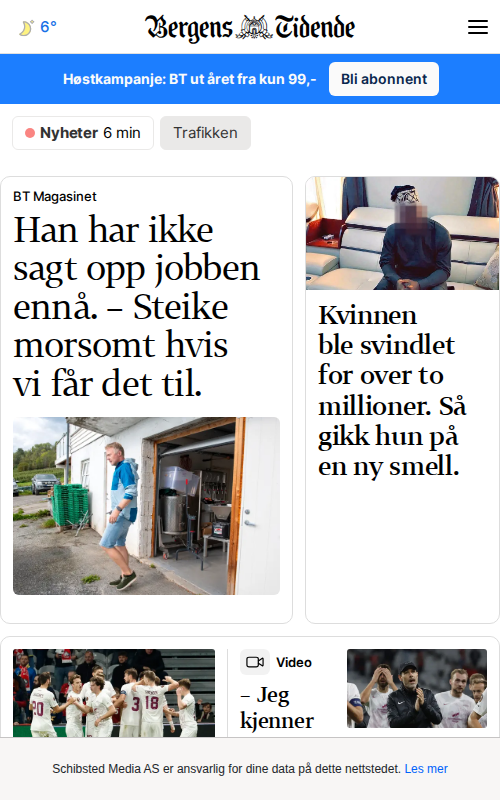 6°
Bergens Tidende
Høstkampanje: BT ut året fra kun 99,-
Bli abonnent
Nyheter 6 min
Trafikken
BT Magasinet
Han har ikke
sagt opp jobben
ennå. – Steike
morsomt hvis
vi får det til.
Kvinnen
ble svindlet
for over to
millioner. Så
gikk hun på
en ny smell.
20
3 18
Video
– Jeg
kjenner
Schibsted Media AS er ansvarlig for dine data på dette nettstedet. Les mer